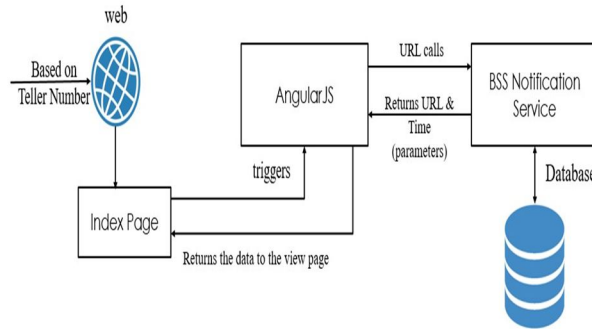 web
Based on
Teller Number
AngularJS
URL calls
BSS Notification
Service
Returns URL &
Time
(parameters)
triggers
Database
Index Page
Returns the data to the view page